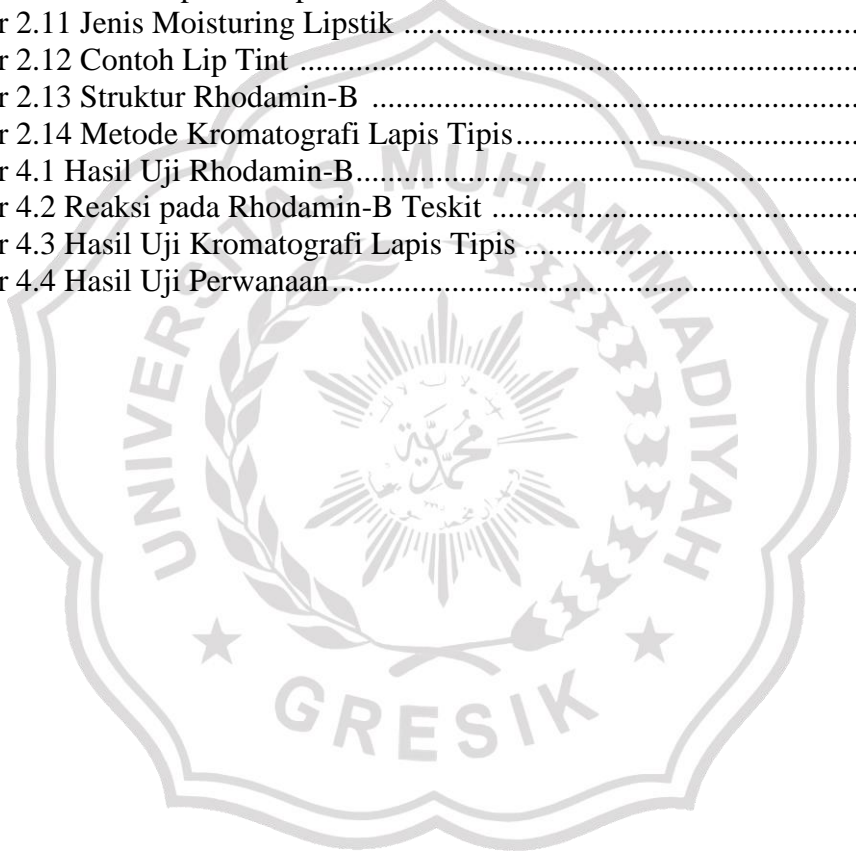 r 2.11 Jenis Moisturing Lipstik ..........................................................
r 2.12 Contoh Lip Tint .......................................................................
r 2.13 Struktur Rhodamin-B ..............................................................
r 2.14 Metode Kromatografi Lapis Tipis...........................................
r 4.1 Hasil Uji Rhodamin-B................................................................
r 4.2 Reaksi pada Rhodamin-B Teskit ...............................................
r 4.3 Hasil Uji Kromatografi Lapis Tipis ...........................................
r 4.4 Hasil Uji Perwanaan...................................................................
UNIVERSITAS MUHAMMADIYAH
GRESIK